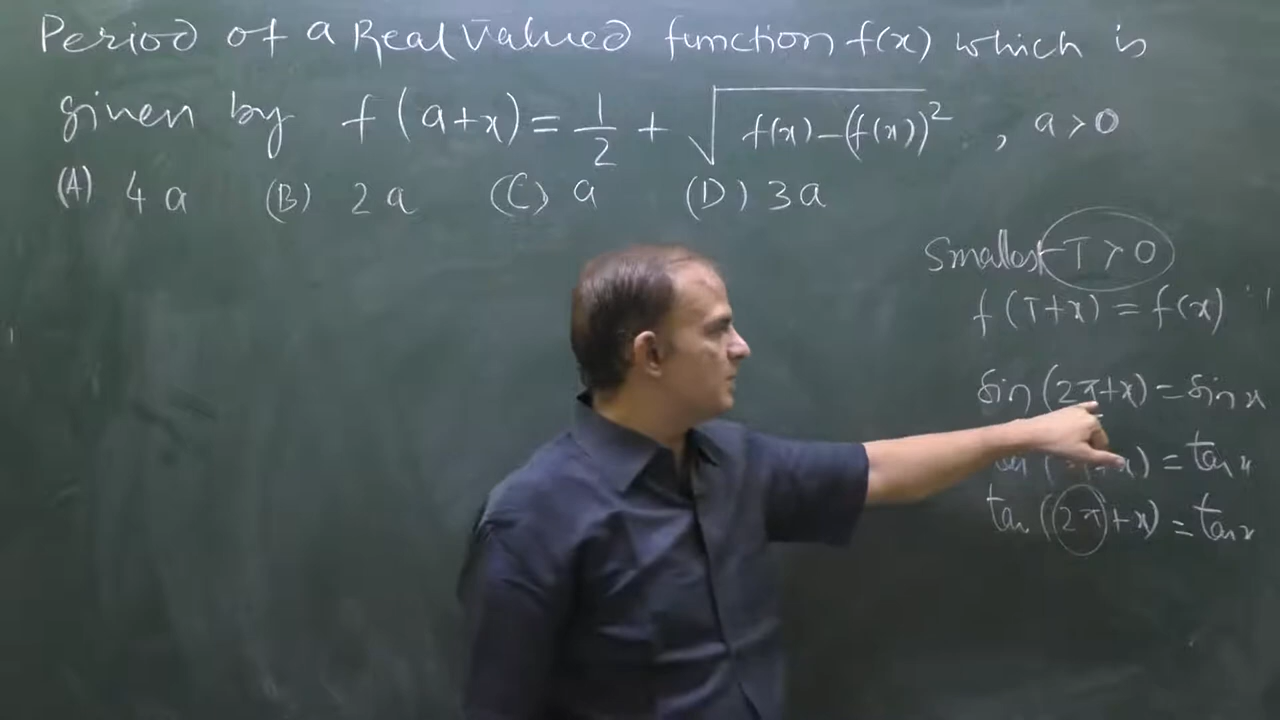 Period of a Real Valued function f(x) which is
given by f(a+x) = 1/2 + √(f(x)-(f(x))²) , a>0
(A) 4a (B) 2a (C) a (D) 3a
Smallest T>0
f(T+x) = f(x)
sin(2π+x) = sin x
x) = tan x
tan(2π+x) = tan x